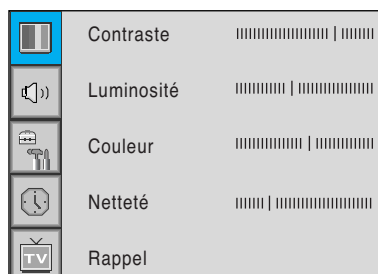 Contraste
Luminosité
Couleur
Netteté
TV
Rappel